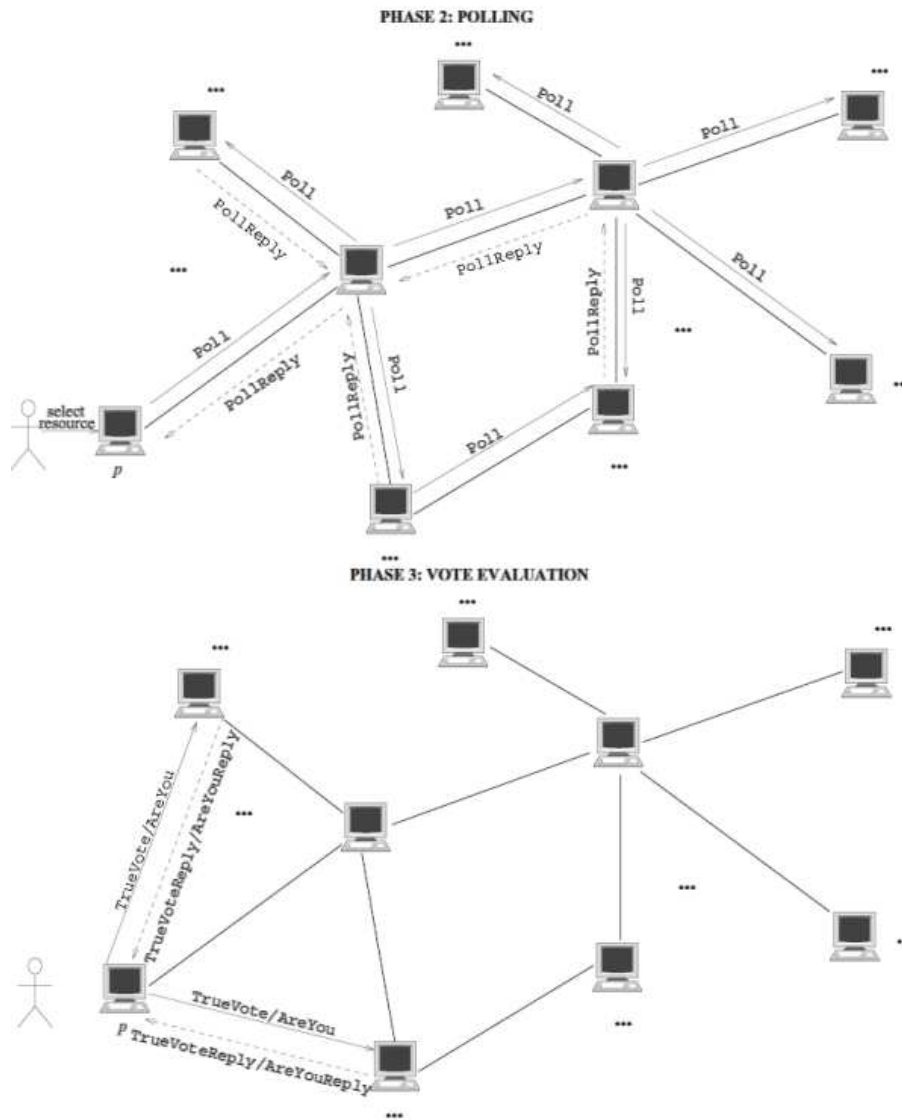 PHASE 2: POLLING
...
...
...
Poll
Poll
Poll
Poll
PollReply
PollReply
Poll
...
Poll
PollReply
PollReply
Poll
...
Poll
PollReply
Poll
...
select
resource
p
Poll
...
...
PHASE 3: VOTE EVALUATION
...
...
...
TrueVote/AreYou
TrueVoteReply/AreYouReply
...
...
...
TrueVote/AreYou
p
TrueVoteReply/AreYouReply
...
...